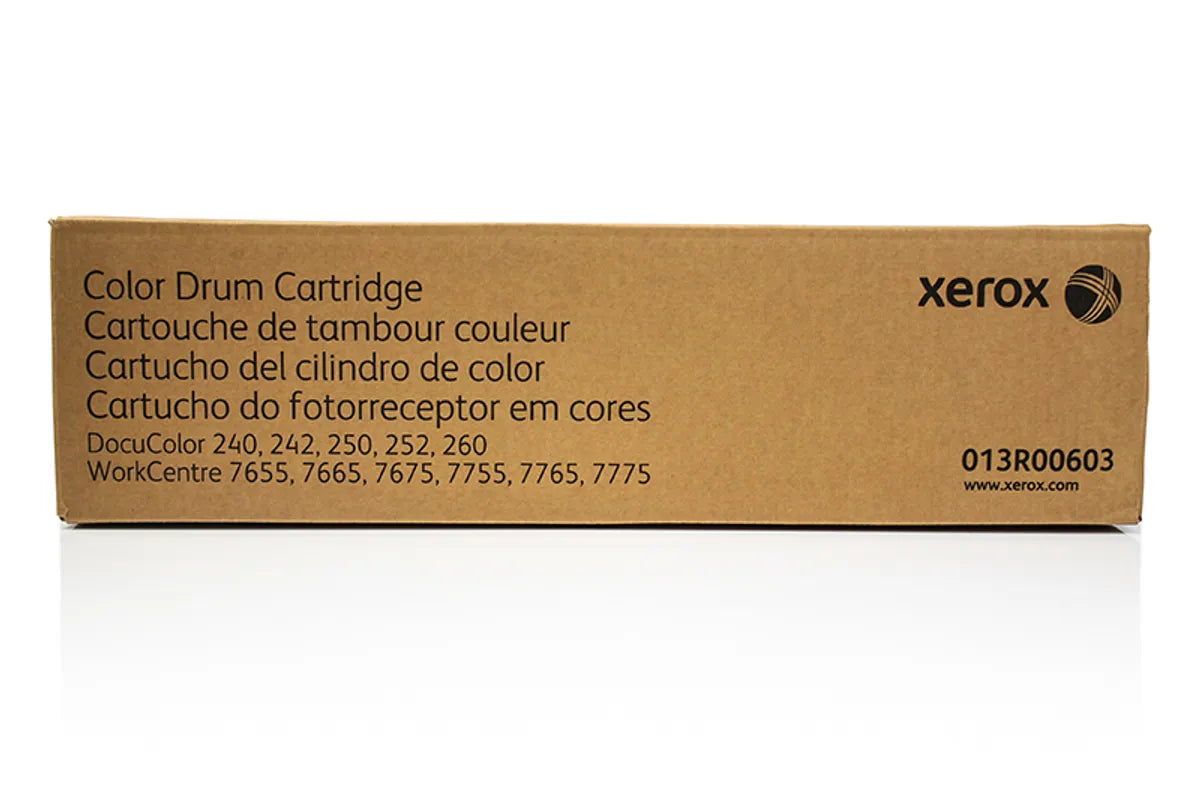 Color Drum Cartridge
Cartouche de tambour couleur
Cartucho del cilindro de color
Cartucho do fotorreceptor em cores
DocuColor 240, 242, 250, 252, 260
WorkCentre 7655, 7665, 7675, 7755, 7765, 7775
xerox
013R00603
www.xerox.com